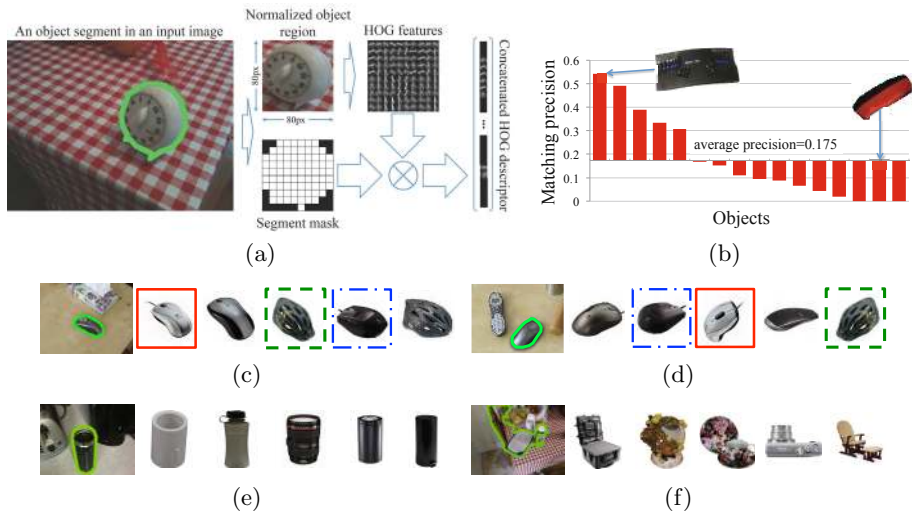 An object segment in an input image
Normalized object
region
HOG features
80px
80px
Segment mask
Concatenated HOG descriptor
...
(a)
Matching precision
0.6
0.5
0.4
0.3
0.2
0.1
0
average precision=0.175
Objects
(b)
(c)
(d)
(e)
(f)